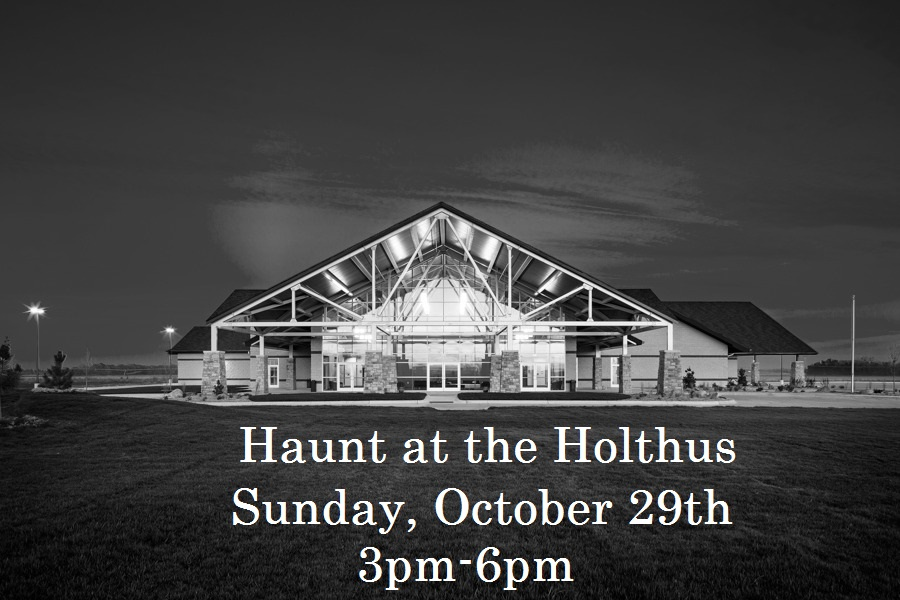 Haunt at the Holthus
Sunday, October 29th
3pm-6pm